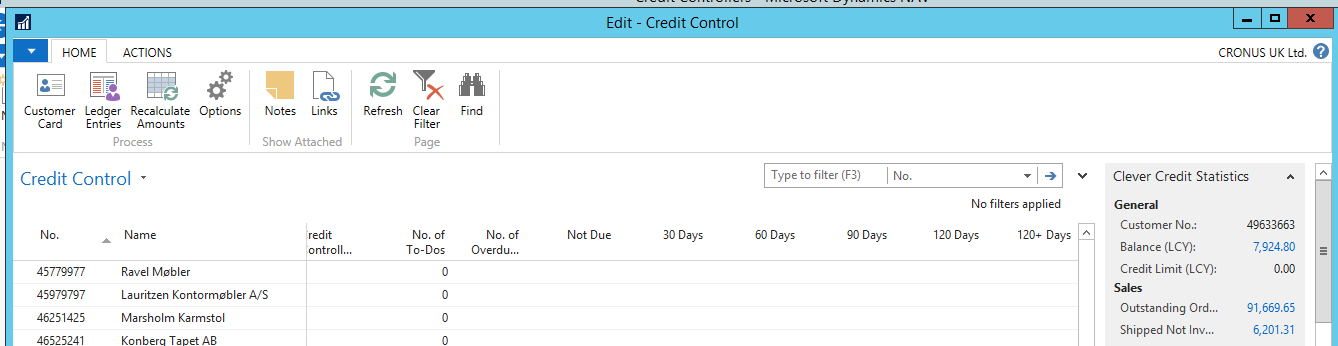 Credit Controllers - Microsoft Dynamics NAV
Edit - Credit Control
HOME ACTIONS
CRONUS UK Ltd. ?
Customer Card
Ledger Entries
Recalculate Amounts
Options
Process
Notes
Links
Show Attached
Refresh
Clear Filter
Find
Page
Credit Control
Type to filter (F3) No.
No filters applied
No. Name No. of To-Dos No. of Overdu... Not Due 30 Days 60 Days 90 Days 120 Days 120+ Days
45779977 Ravel Møbler 0
45979797 Lauritzen Kontormøbler A/S 0
46251425 Marsholm Karmstol 0
46525241 Konberg Tapet AB 0
Clever Credit Statistics
General
Customer No.: 49633663
Balance (LCY): 7,924.80
Credit Limit (LCY): 0.00
Sales
Outstanding Ord... 91,669.65
Shipped Not Inv... 6,201.31